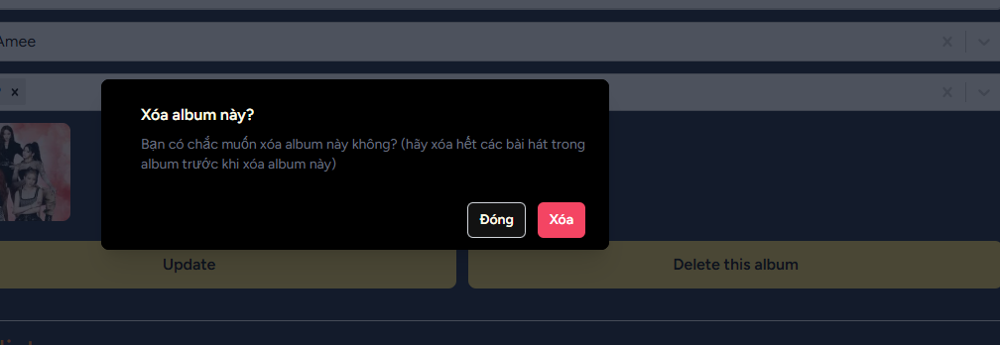 Amee
x
Xóa album này?
Bạn có chắc muốn xóa album này không? (hãy xóa hết các bài hát trong
album trước khi xóa album này)
Đóng Xóa
Update Delete this album